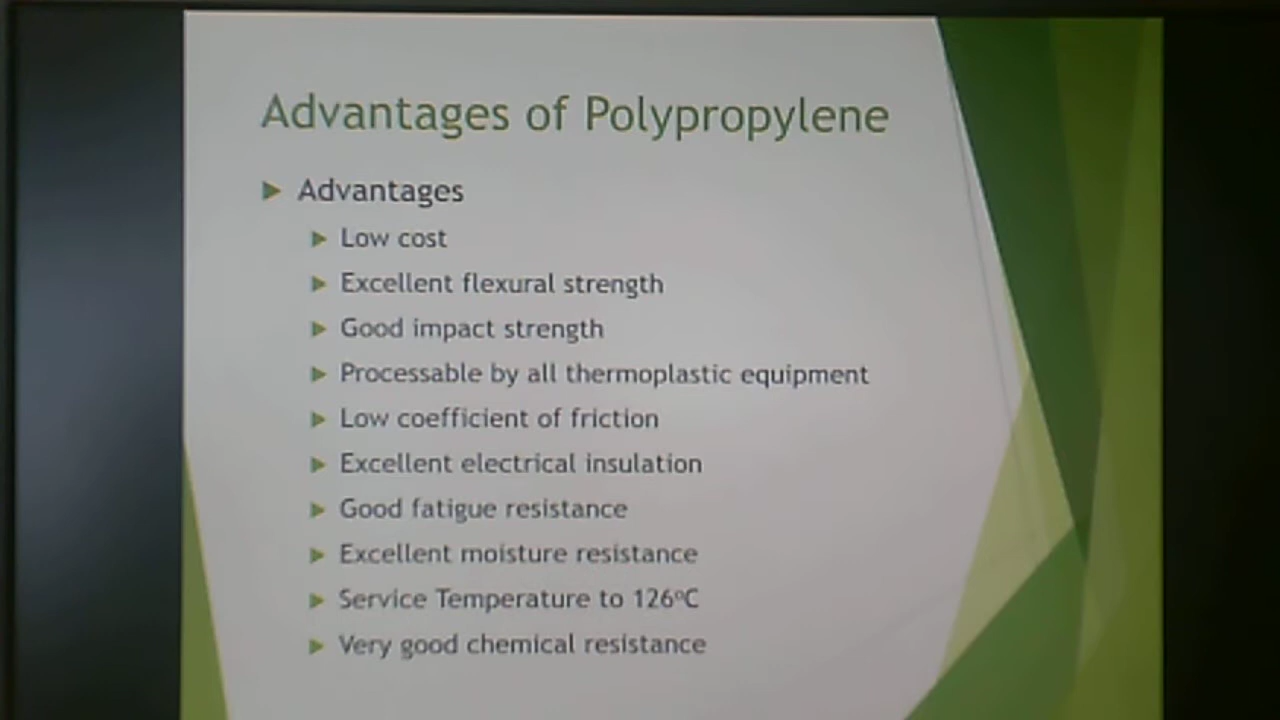 Advantages of Polypropylene
Advantages
Low cost
Excellent flexural strength
Good impact strength
Processable by all thermoplastic equipment
Low coefficient of friction
Excellent electrical insulation
Good fatigue resistance
Excellent moisture resistance
Service Temperature to 126ºC
Very good chemical resistance